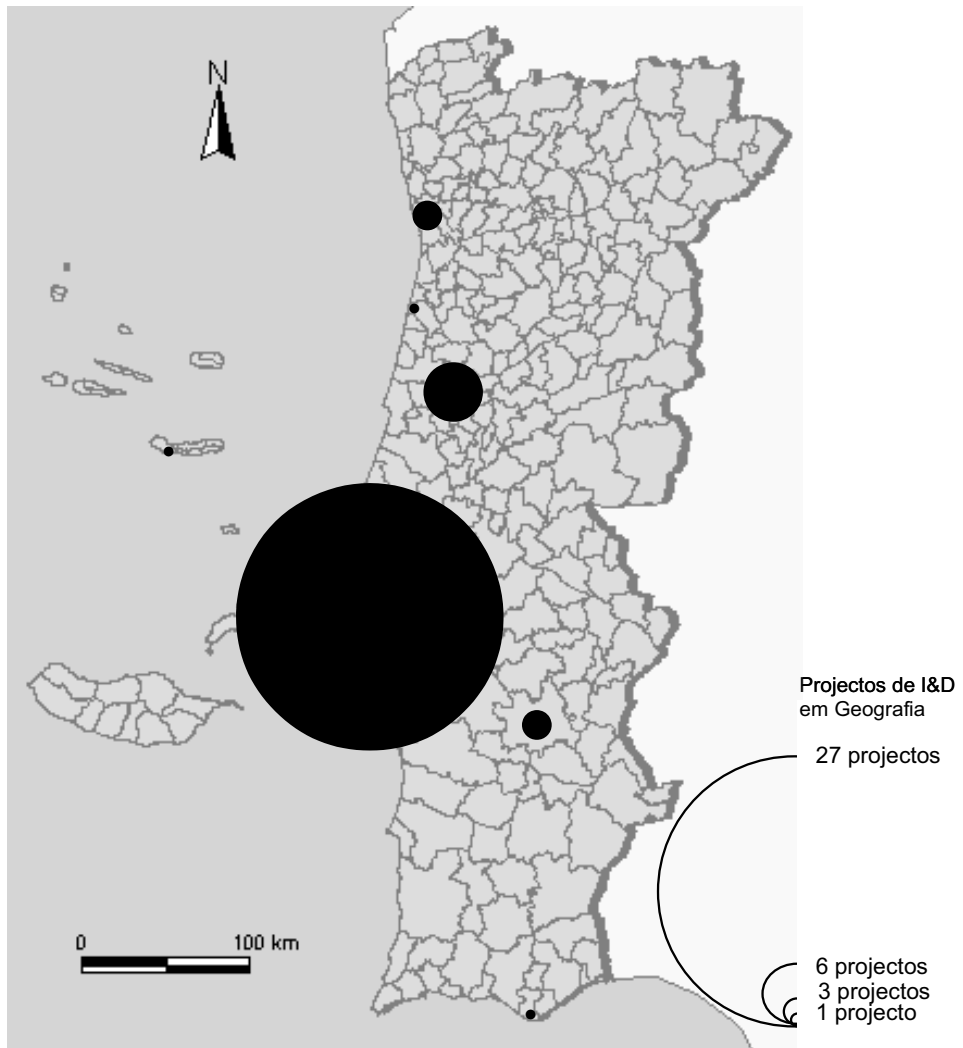 N
0 100 km
Projectos de I&D
em Geografia
27 projectos
6 projectos
3 projectos
1 projecto